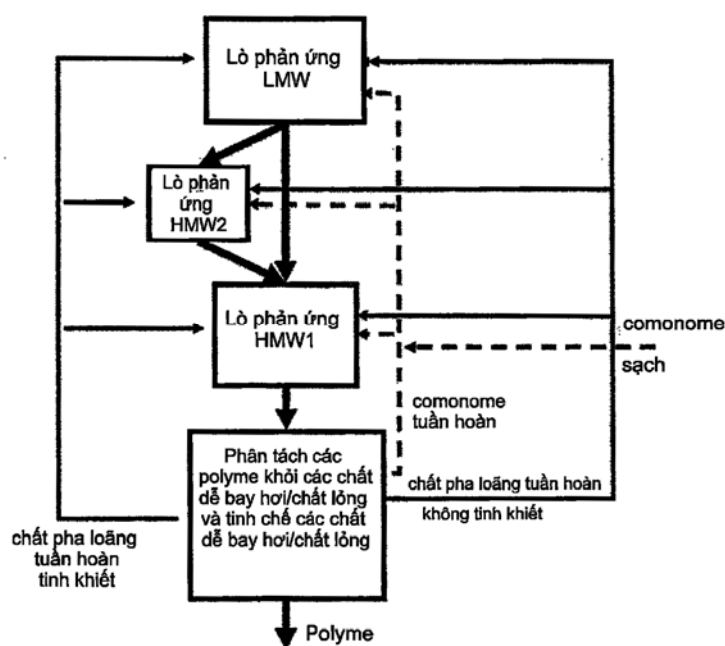 Lò phản ứng
LMW
Lò phản
ứng
HMW2
Lò phản ứng
HMW1
comonome
sạch
comonome
tuần hoàn
Phân tách các
polyme khỏi các chất
dễ bay hơi/chất lỏng
và tinh chế các chất
dễ bay hơi/chất lỏng
chất pha loãng tuần hoàn
không tinh khiết
chất pha loãng
tuần hoàn
tinh khiết
Polyme